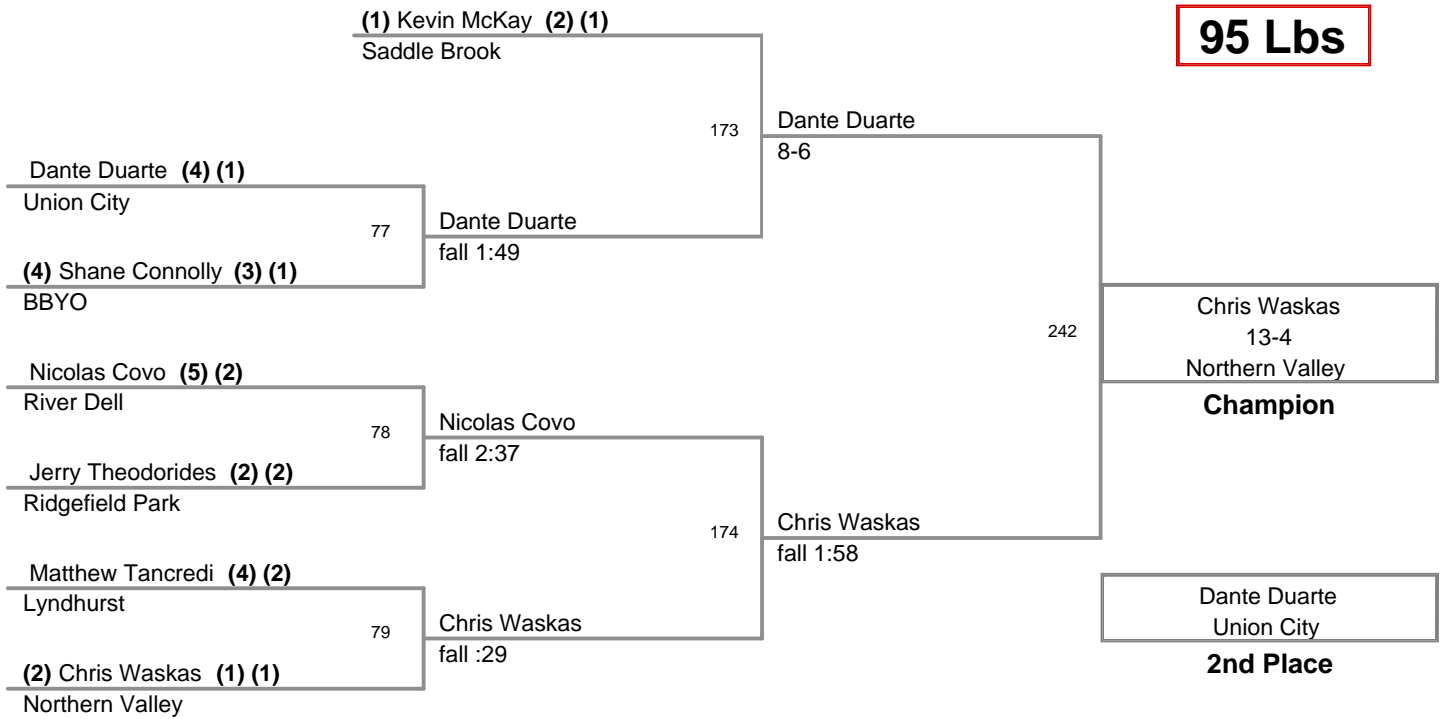 (1) Kevin McKay (2) (1)
Saddle Brook
95 Lbs
173
Dante Duarte
8-6
Dante Duarte (4) (1)
Union City
77
Dante Duarte
fall 1:49
(4) Shane Connolly (3) (1)
BBYO
242
Chris Waskas
13-4
Northern Valley
Champion
Nicolas Covo (5) (2)
River Dell
78
Nicolas Covo
fall 2:37
Jerry Theodorides (2) (2)
Ridgefield Park
174
Chris Waskas
fall 1:58
Matthew Tancredi (4) (2)
Lyndhurst
79
Chris Waskas
fall :29
(2) Chris Waskas (1) (1)
Northern Valley
Dante Duarte
Union City
2nd Place